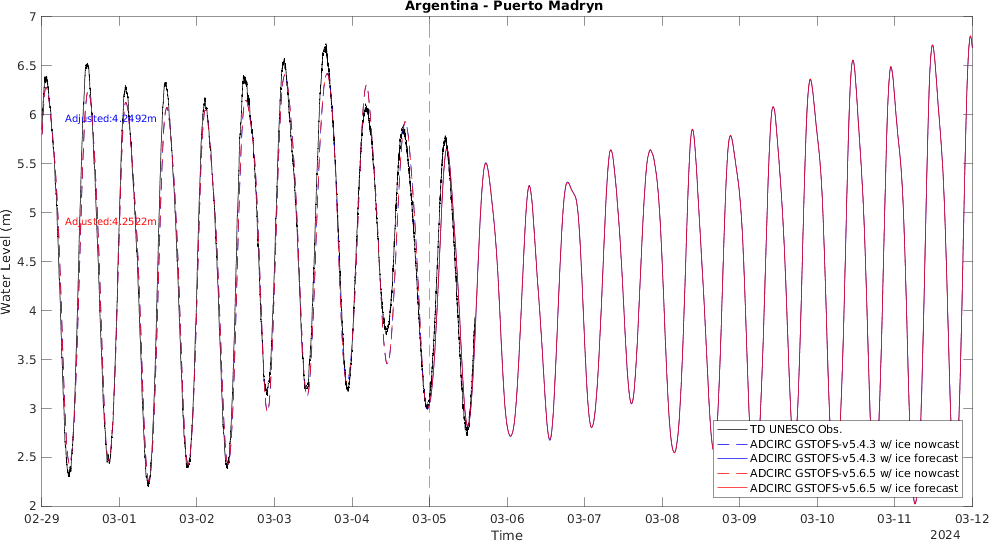 Argentina - Puerto Madryn
7
6.5
6
5.5
5
4.5
4
3.5
3
2.5
2
Water Level (m)
Adjusted:4.2492m
Adjusted:4.2522m
TD UNESCO Obs.
ADCIRC GSTOFS-v5.4.3 w/ ice nowcast
ADCIRC GSTOFS-v5.4.3 w/ ice forecast
ADCIRC GSTOFS-v5.6.5 w/ ice nowcast
ADCIRC GSTOFS-v5.6.5 w/ ice forecast
02-29 03-01 03-02 03-03 03-04 03-05 03-06 03-07 03-08 03-09 03-10 03-11 03-12
Time
2024